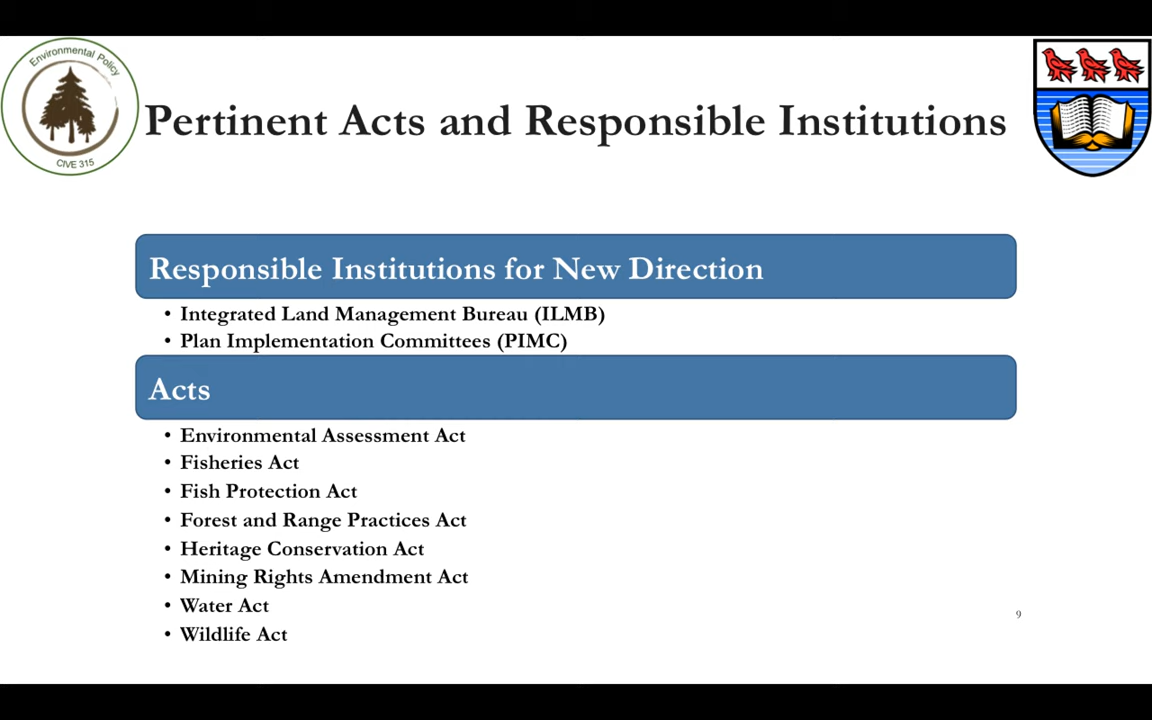 Environmental Policy
CIVE 315
Pertinent Acts and Responsible Institutions
Responsible Institutions for New Direction
• Integrated Land Management Bureau (ILMB)
• Plan Implementation Committees (PIMC)
Acts
• Environmental Assessment Act
• Fisheries Act
• Fish Protection Act
• Forest and Range Practices Act
• Heritage Conservation Act
• Mining Rights Amendment Act
• Water Act
• Wildlife Act
9